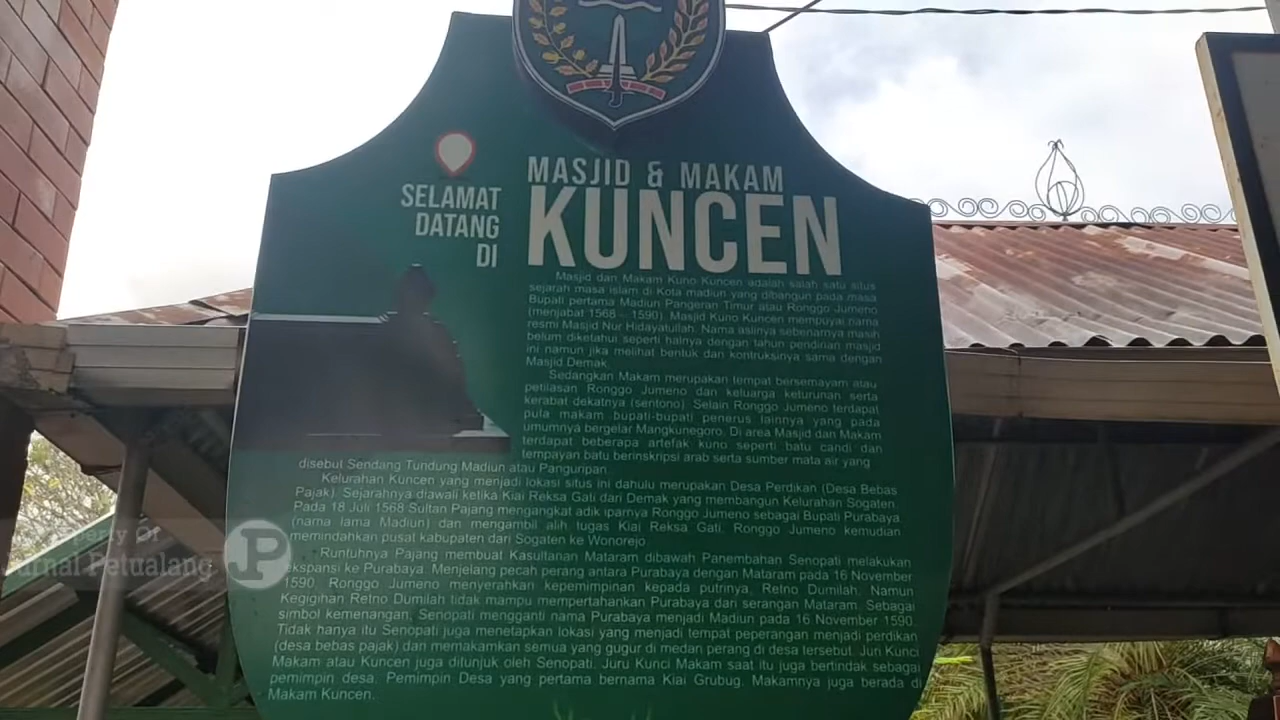 SELAMAT
DATANG
DI
MASJID & MAKAM
KUNCEN
Masjid dan Makam Kuno Kuncen adalah salah satu situs
sejarah masa islam di Kota madiun yang dibangun pada masa
Bupati pertama Madiun Pangeran Timur atau Ronggo Jumeno
(menjabat 1568 - 1590). Masjid Kuno Kuncen mempuyai nama
resmi Masjid Nur Hidayatullah. Nama aslinya sebenarnya masih
belum diketahui seperti halnya dengan tahun pendirian masjid
ini namun jika melihat bentuk dan kontruksinya sama dengan
Masjid Demak.
Sedangkan Makam merupakan tempat bersemayam atau
petilasan Ronggo Jumeno dan keluarga keturunan serta
kerabat dekatnya (sentono). Selain Ronggo Jumeno terdapat
pula makam bupati-bupati penerus lainnya yang pada
umumnya bergelar Mangkunegoro. Di area Masjid dan Makam
terdapat beberapa artefak kuno seperti batu candi dan
tempayan batu berinskripsi arab serta sumber mata air yang
disebut Sendang Tundung Madiun atau Panguripan.
Kelurahan Kuncen yang menjadi lokasi situs ini dahulu merupakan Desa Perdikan (Desa Bebas
Pajak). Sejarahnya diawali ketika Kiai Reksa Gati dari Demak yang membangun Kelurahan Sogaten.
Pada 18 Juli 1568 Sultan Pajang mengangkat adik iparnya Ronggo Jumeno sebagai Bupati Purabaya
(nama lama Madiun) dan mengambil alih tugas Kiai Reksa Gati. Ronggo Jumeno kemudian
memindahkan pusat kabupaten dari Sogaten ke Wonorejo
Runtuhnya Pajang membuat Kasultanan Mataram dibawah Panembahan Senopati melakukan
ekspansi ke Purabaya. Menjelang pecah perang antara Purabaya dengan Mataram pada 16 November
1590, Ronggo Jumeno menyerahkan kepemimpinan kepada putrinya, Retno Dumilah. Namun
Kegigihan Retno Dumilah tidak mampu mempertahankan Purabaya dari serangan Mataram. Sebagai
simbol kemenangan, Senopati mengganti nama Purabaya menjadi Madiun pada 16 November 1590.
Tidak hanya itu Senopati juga menetapkan lokasi yang menjadi tempat peperangan menjadi perdikan
(desa bebas pajak) dan memakamkan semua yang gugur di medan perang di desa tersebut. Juri Kunci
Makam atau Kuncen juga ditunjuk oleh Senopati. Juru Kunci Makam saat itu juga bertindak sebagai
pemimpin desa. Pemimpin Desa yang pertama bernama Kiai Grubug. Makamnya juga berada di
Makam Kuncen.
Property Of
Jurnal Petualang
P